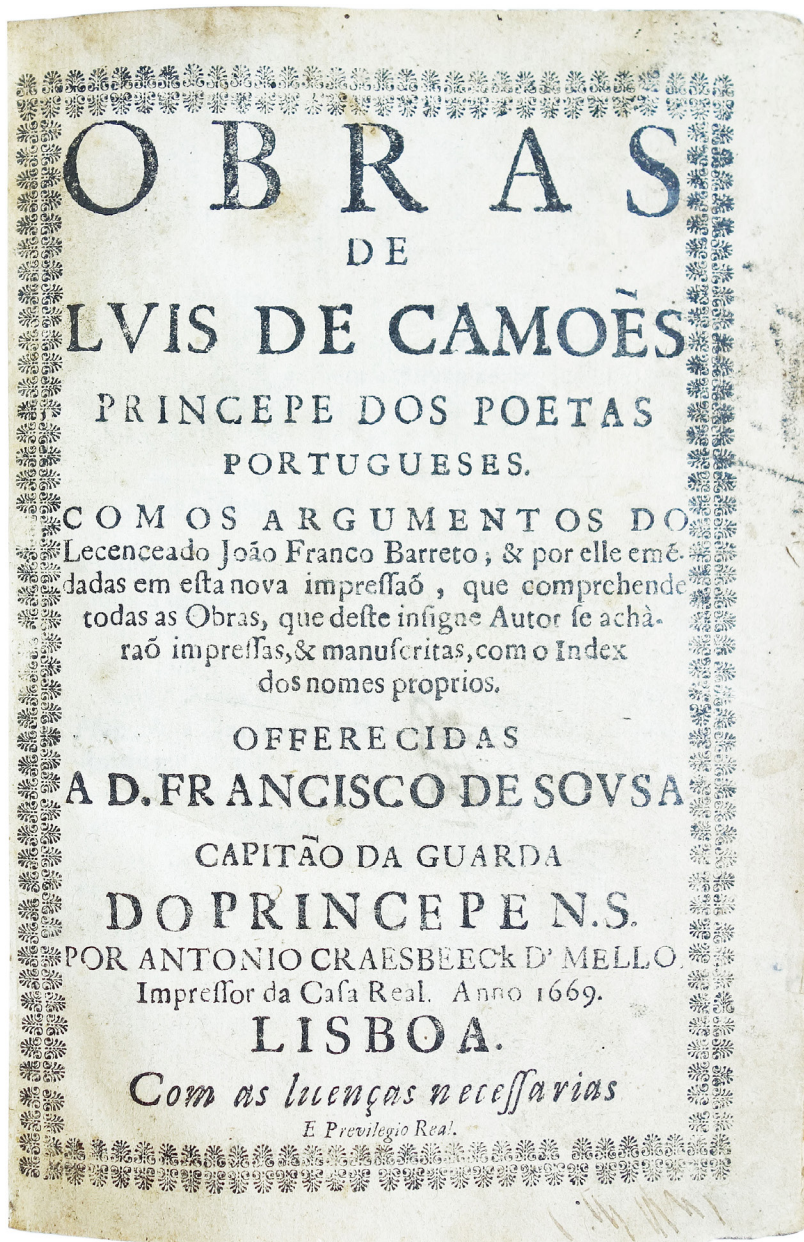 OBRAS
DE
LVIS DE CAMOÈS
PRINCEPE DOS POETAS
PORTUGUESES.
COM OS ARGUMENTOS DO
Lecenceado João Franco Barreto; & por elle emẽ-
dadas em eſta nova impreſſaõ, que comprehende
todas as Obras, que deſte inſigne Autor ſe achà-
raõ impreſſas, & manuſcritas, com o Index
dos nomes proprios.
OFFERECIDAS
A D. FRANCISCO DE SOVSA
CAPITÃO DA GUARDA
DO PRINCEPE N.S.
POR ANTONIO CRAESBEECk D' MELLO.
Impreſſor da Caſa Real. Anno 1669.
LISBOA.
Com as licenças neceſſarias
E Previlegio Real.